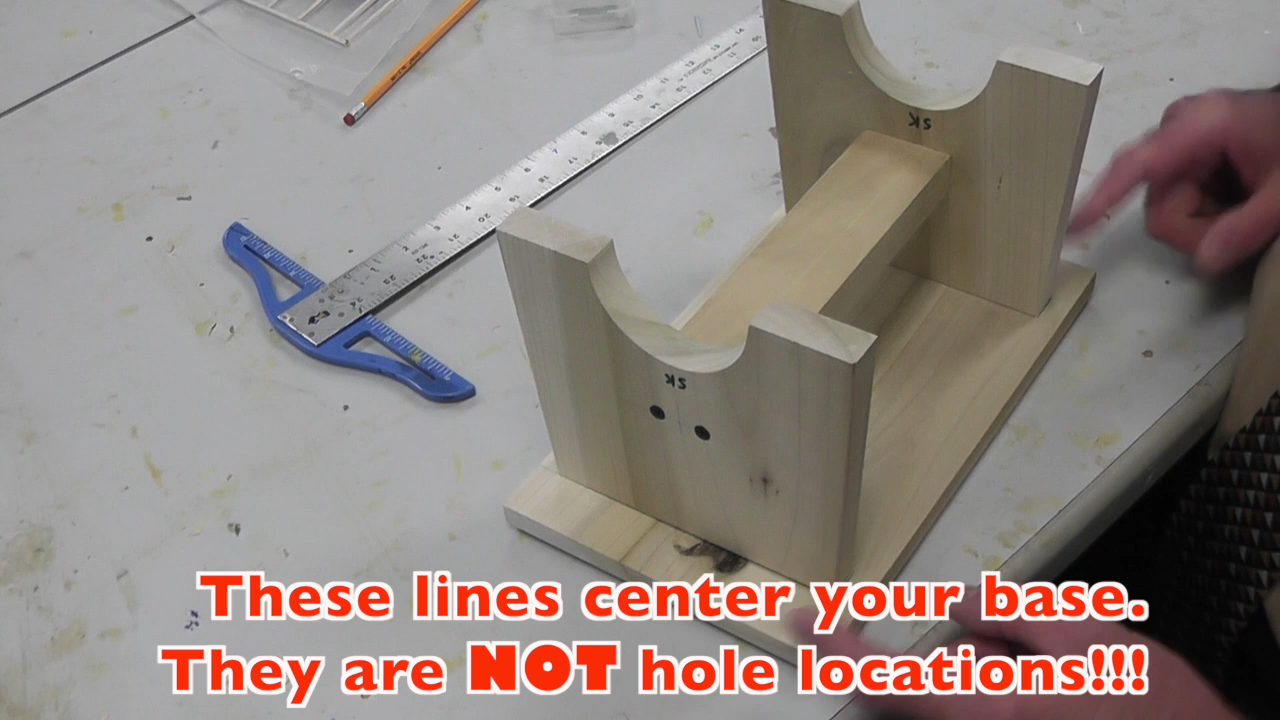 SK
SK
These lines center your base.
They are NOT hole locations!!!